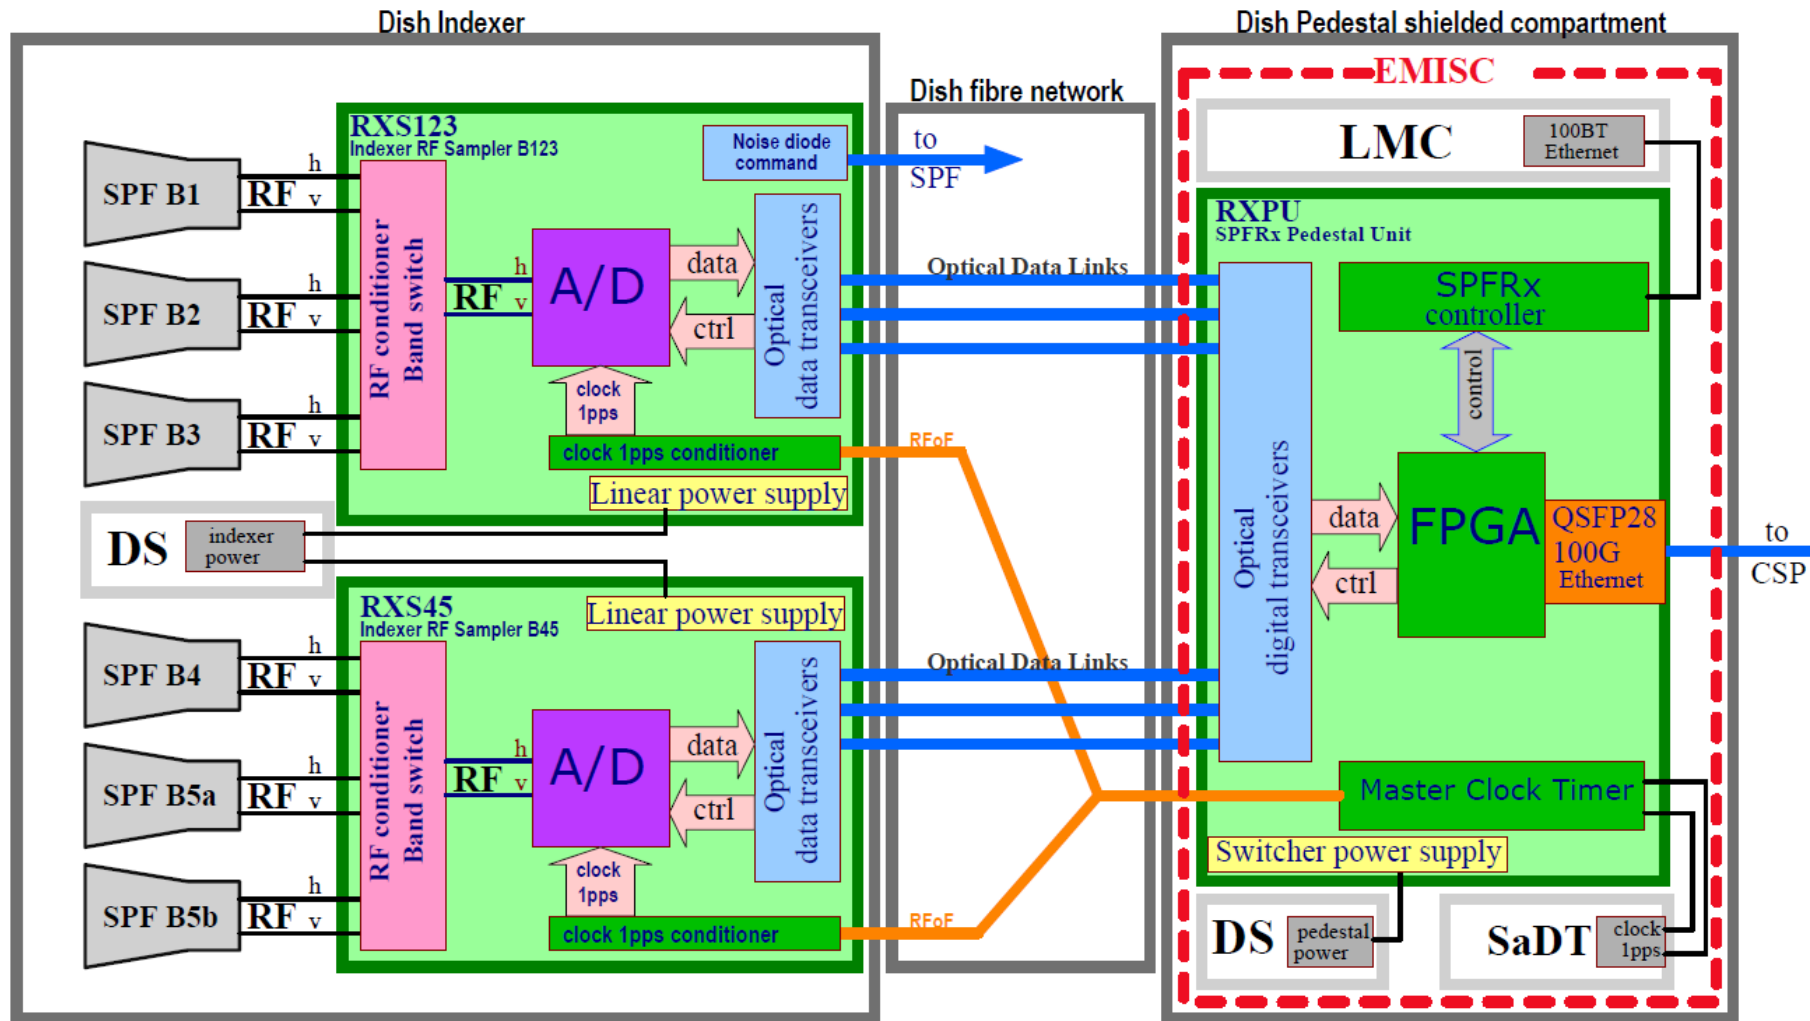 Dish Indexer
Dish Pedestal shielded compartment
EMISC
Dish fibre network
RXS123
Indexer RF Sampler B123
Noise diode
command
to
SPF
SPF B1
h
RF
v
SPF B2
h
RF
v
SPF B3
h
RF
v
RF conditioner
Band switch
h
RF
v
A/D
data
ctrl
Optical
data transceivers
clock
1pps
clock 1pps conditioner
Linear power supply
Optical Data Links
RFoF
DS
indexer
power
RXS45
Indexer RF Sampler B45
Linear power supply
SPF B4
h
RF
v
SPF B5a
h
RF
v
SPF B5b
h
RF
v
RF conditioner
Band switch
h
RF
v
A/D
data
ctrl
Optical
data transceivers
clock
1pps
clock 1pps conditioner
Optical Data Links
RFoF
LMC
100BT
Ethernet
RXPU
SPFRx Pedestal Unit
SPFRx
controller
control
Optical
digital transceivers
data
ctrl
FPGA
QSFP28
100G
Ethernet
to
CSP
Master Clock Timer
Switcher power supply
DS
pedestal
power
SaDT
clock
1pps